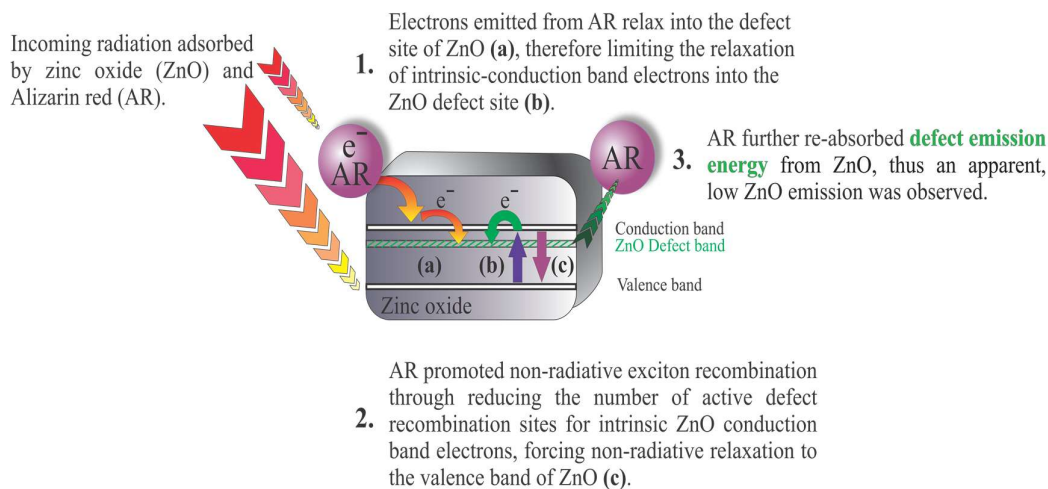 Incoming radiation adsorbed
by zinc oxide (ZnO) and
Alizarin red (AR).
1.
Electrons emitted from AR relax into the defect
site of ZnO (a), therefore limiting the relaxation
of intrinsic-conduction band electrons into the
ZnO defect site (b).
e⁻
AR
AR
3.
AR further re-absorbed defect emission
energy from ZnO, thus an apparent,
low ZnO emission was observed.
e⁻
e⁻
Conduction band
ZnO Defect band
(a)
(b)
(c)
Valence band
Zinc oxide
2.
AR promoted non-radiative exciton recombination
through reducing the number of active defect
recombination sites for intrinsic ZnO conduction
band electrons, forcing non-radiative relaxation to
the valence band of ZnO (c).